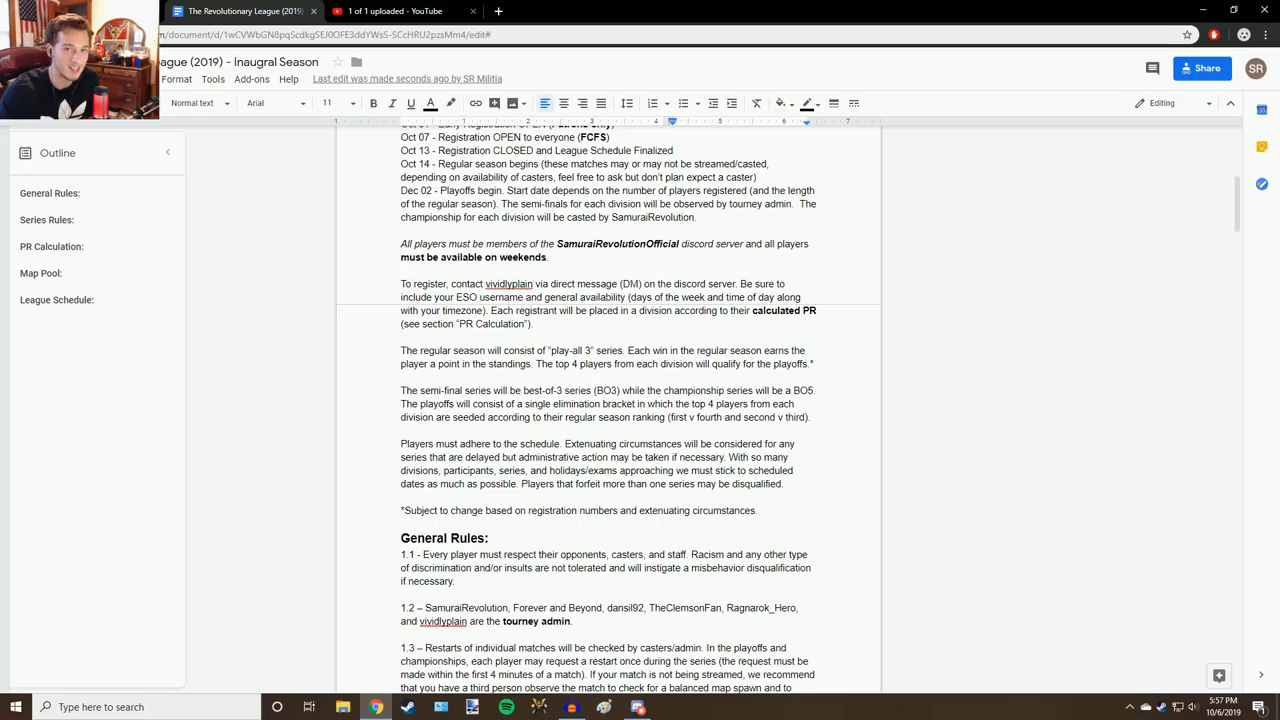 The Revolutionary League (2019)
1 of 1 uploaded - YouTube
m/document/d/1wCVWbGN8pqScdkgSEJ0OFE3ddYWsS-SCcHRU2pzsMm4/edit#
eague (2019) - Inaugral Season
Format Tools Add-ons Help Last edit was made seconds ago by SR Militia
Share
SR
Normal text Arial 11 Editing
1 1 2 3 4 5 6 7
Outline
General Rules:
Series Rules:
PR Calculation:
Map Pool:
League Schedule:
Oct 07 - Registration OPEN to everyone (FCFS)
Oct 13 - Registration CLOSED and League Schedule Finalized
Oct 14 - Regular season begins (these matches may or may not be streamed/casted,
depending on availability of casters, feel free to ask but don't plan expect a caster)
Dec 02 - Playoffs begin. Start date depends on the number of players registered (and the length
of the regular season). The semi-finals for each division will be observed by tourney admin. The
championship for each division will be casted by SamuraiRevolution.
All players must be members of the SamuraiRevolutionOfficial discord server and all players
must be available on weekends.
To register, contact vividlyplain via direct message (DM) on the discord server. Be sure to
include your ESO username and general availability (days of the week and time of day along
with your timezone). Each registrant will be placed in a division according to their calculated PR
(see section "PR Calculation").
The regular season will consist of "play-all 3" series. Each win in the regular season earns the
player a point in the standings. The top 4 players from each division will qualify for the playoffs.*
The semi-final series will be best-of-3 series (BO3) while the championship series will be a BO5.
The playoffs will consist of a single elimination bracket in which the top 4 players from each
division are seeded according to their regular season ranking (first v fourth and second v third).
Players must adhere to the schedule. Extenuating circumstances will be considered for any
series that are delayed but administrative action may be taken if necessary. With so many
divisions, participants, series, and holidays/exams approaching we must stick to scheduled
dates as much as possible. Players that forfeit more than one series may be disqualified.
*Subject to change based on registration numbers and extenuating circumstances.
General Rules:
1.1 - Every player must respect their opponents, casters, and staff. Racism and any other type
of discrimination and/or insults are not tolerated and will instigate a misbehavior disqualification
if necessary.
1.2 – SamuraiRevolution, Forever and Beyond, dansil92, TheClemsonFan, Ragnarok_Hero,
and vividlyplain are the tourney admin.
1.3 – Restarts of individual matches will be checked by casters/admin. In the playoffs and
championships, each player may request a restart once during the series (the request must be
made within the first 4 minutes of a match). If your match is not being streamed, we recommend
that you have a third person observe the match to check for a balanced map spawn and to
Type here to search
5:57 PM
10/6/2019